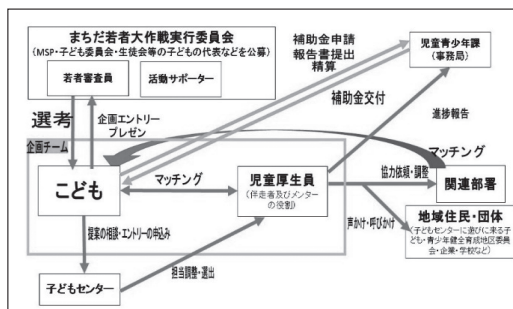 まちだ若者大作戦実行委員会
(MSP・子ども委員会・生徒会等の子どもの代表などを公募)
若者審査員
活動サポーター
選考
企画エントリー
プレゼン
企画チーム
こども
マッチング
児童厚生員
(伴走者及びメンター
の役割)
提案の相談・エントリーの申込み
子どもセンター
担当調整・選出
補助金申請
報告書提出
精算
補助金交付
児童青少年課
(事務局)
進捗報告
マッチング
協力依頼・調整
関連部署
声かけ・呼びかけ
地域住民・団体
(子どもセンターに遊びに来る子
ども・青少年健全育成地区委員
会・企業・学校など)